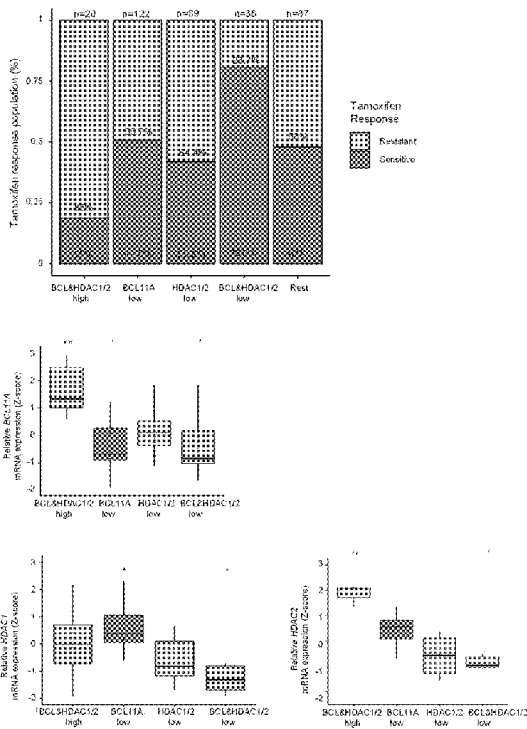 n=20 n=122 n=69 n=36 n=87
1
0.75
0.5
0.25
0
Tamoxifen response population (%)
BCL&HDAC1/2 high
BCL11A low
HDAC1/2 low
BCL&HDAC1/2 low
Rest
Tamoxifen
Response
Resistant
Sensitive
Relative BCL11A
mRNA expression (Z-score)
3
1
0
-1
-2
BCL&HDAC1/2 high
BCL11A low
HDAC1/2 low
BCL&HDAC1/2 low
Relative HDAC1
mRNA expression (Z-score)
3
2
1
0
-1
-2
BCL&HDAC1/2 high
BCL11A low
HDAC1/2 low
BCL&HDAC1/2 low
Relative HDAC2
mRNA expression (Z-score)
3
2
1
0
-1
-2
BCL&HDAC1/2 high
BCL11A low
HDAC1/2 low
BCL&HDAC1/2 low